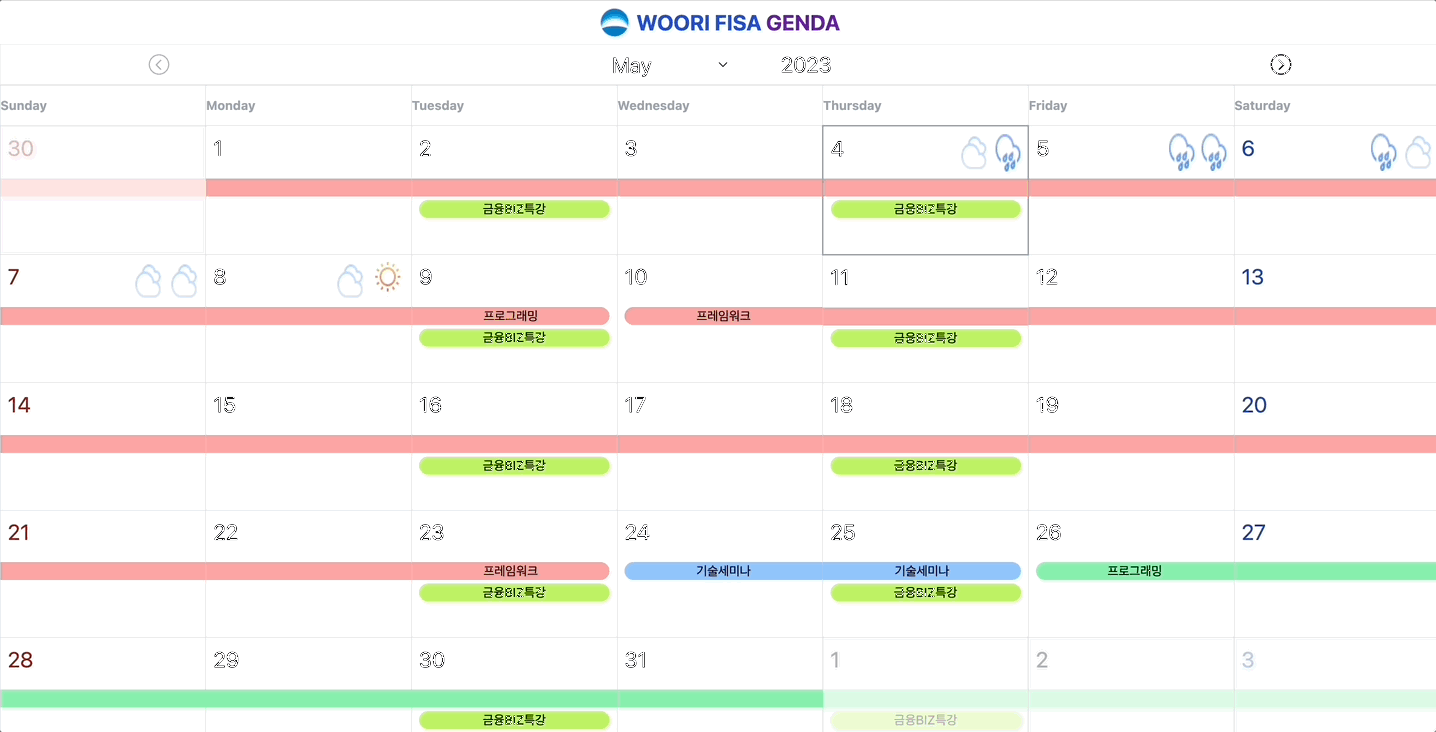 WOORI FISA GENDA
May 2023
Sunday Monday Tuesday Wednesday Thursday Friday Saturday
30 1 2 3 4 5 6
금융BIZ특강 금융BIZ특강
7 8 9 10 11 12 13
프로그래밍 프레임워크
금융BIZ특강 금융BIZ특강
14 15 16 17 18 19 20
금융BIZ특강 금융BIZ특강
21 22 23 24 25 26 27
프레임워크 기술세미나 기술세미나 프로그래밍
금융BIZ특강 금융BIZ특강
28 29 30 31 1 2 3
금융BIZ특강 금융BIZ특강